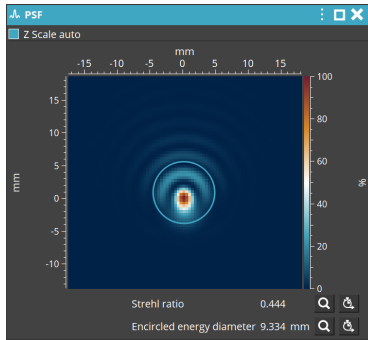 PSF
Z Scale auto
mm
-15 -10 -5 0 5 10 15
15
10
5
0
-5
-10
mm
100
80
60
40
20
0
%
Strehl ratio 0.444
Encircled energy diameter 9.334 mm